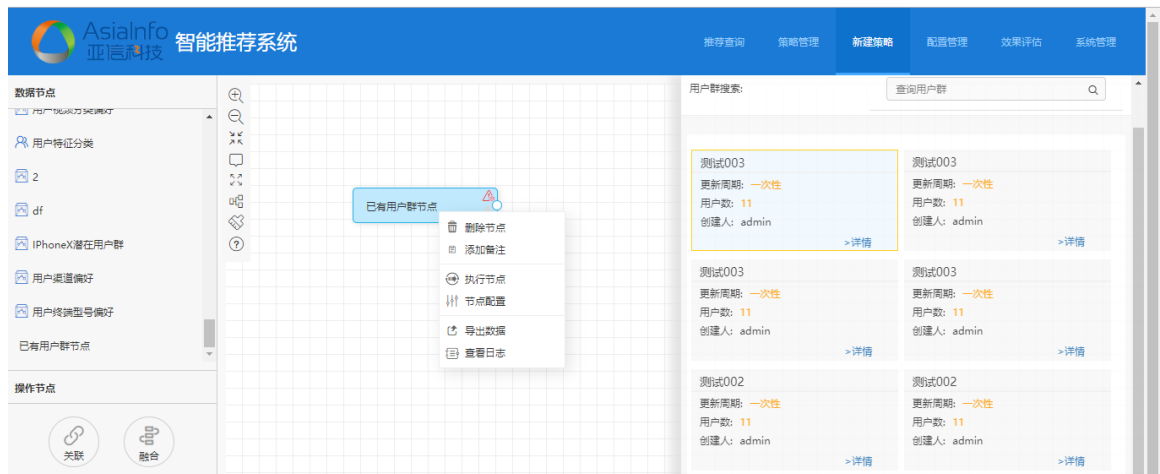 AsiaInfo
亚信科技
智能推荐系统
推荐查询
策略管理
新建策略
配置管理
效果评估
系统管理
数据节点
用户视频分类偏好
用户特征分类
2
df
IPhoneX潜在用户群
用户渠道偏好
用户终端型号偏好
已有用户群节点
操作节点
关联
融合
已有用户群节点
删除节点
添加备注
执行节点
节点配置
导出数据
查看日志
用户群搜索:
查询用户群
测试003
更新周期: 一次性
用户数: 11
创建人: admin
>详情
测试003
更新周期: 一次性
用户数: 11
创建人: admin
>详情
测试003
更新周期: 一次性
用户数: 11
创建人: admin
>详情
测试003
更新周期: 一次性
用户数: 11
创建人: admin
>详情
测试002
更新周期: 一次性
用户数: 11
创建人: admin
>详情
测试002
更新周期: 一次性
用户数: 11
创建人: admin
>详情